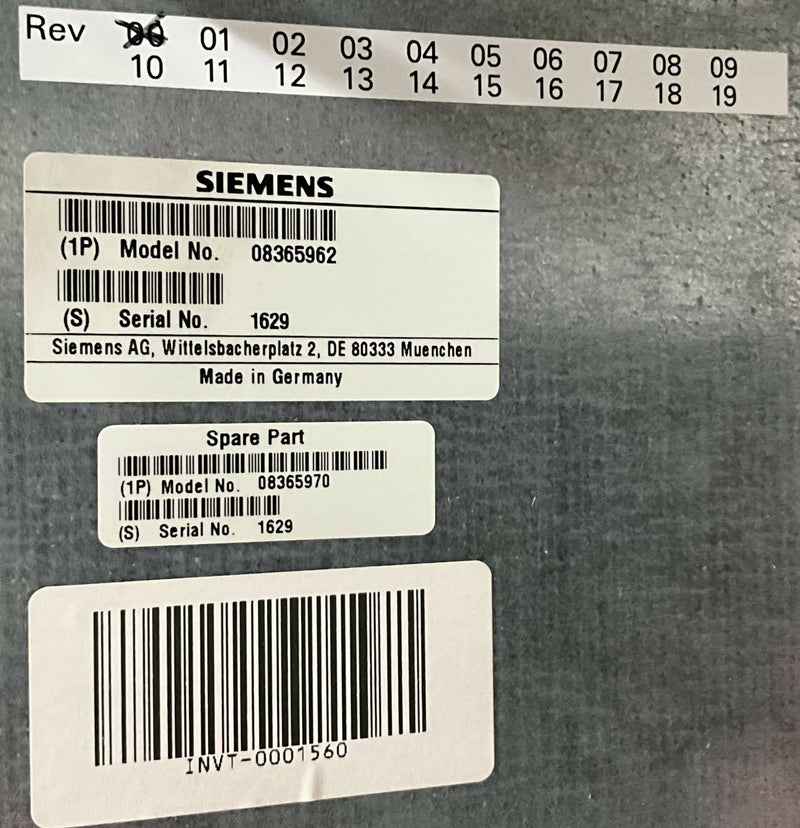 Rev 00 01 02 03 04 05 06 07 08 09
10 11 12 13 14 15 16 17 18 19
SIEMENS
(1P) Model No. 08365962
(S) Serial No. 1629
Siemens AG, Wittelsbacherplatz 2, DE 80333 Muenchen
Made in Germany
Spare Part
(1P) Model No. 08365970
(S) Serial No. 1629
INVT-0001560